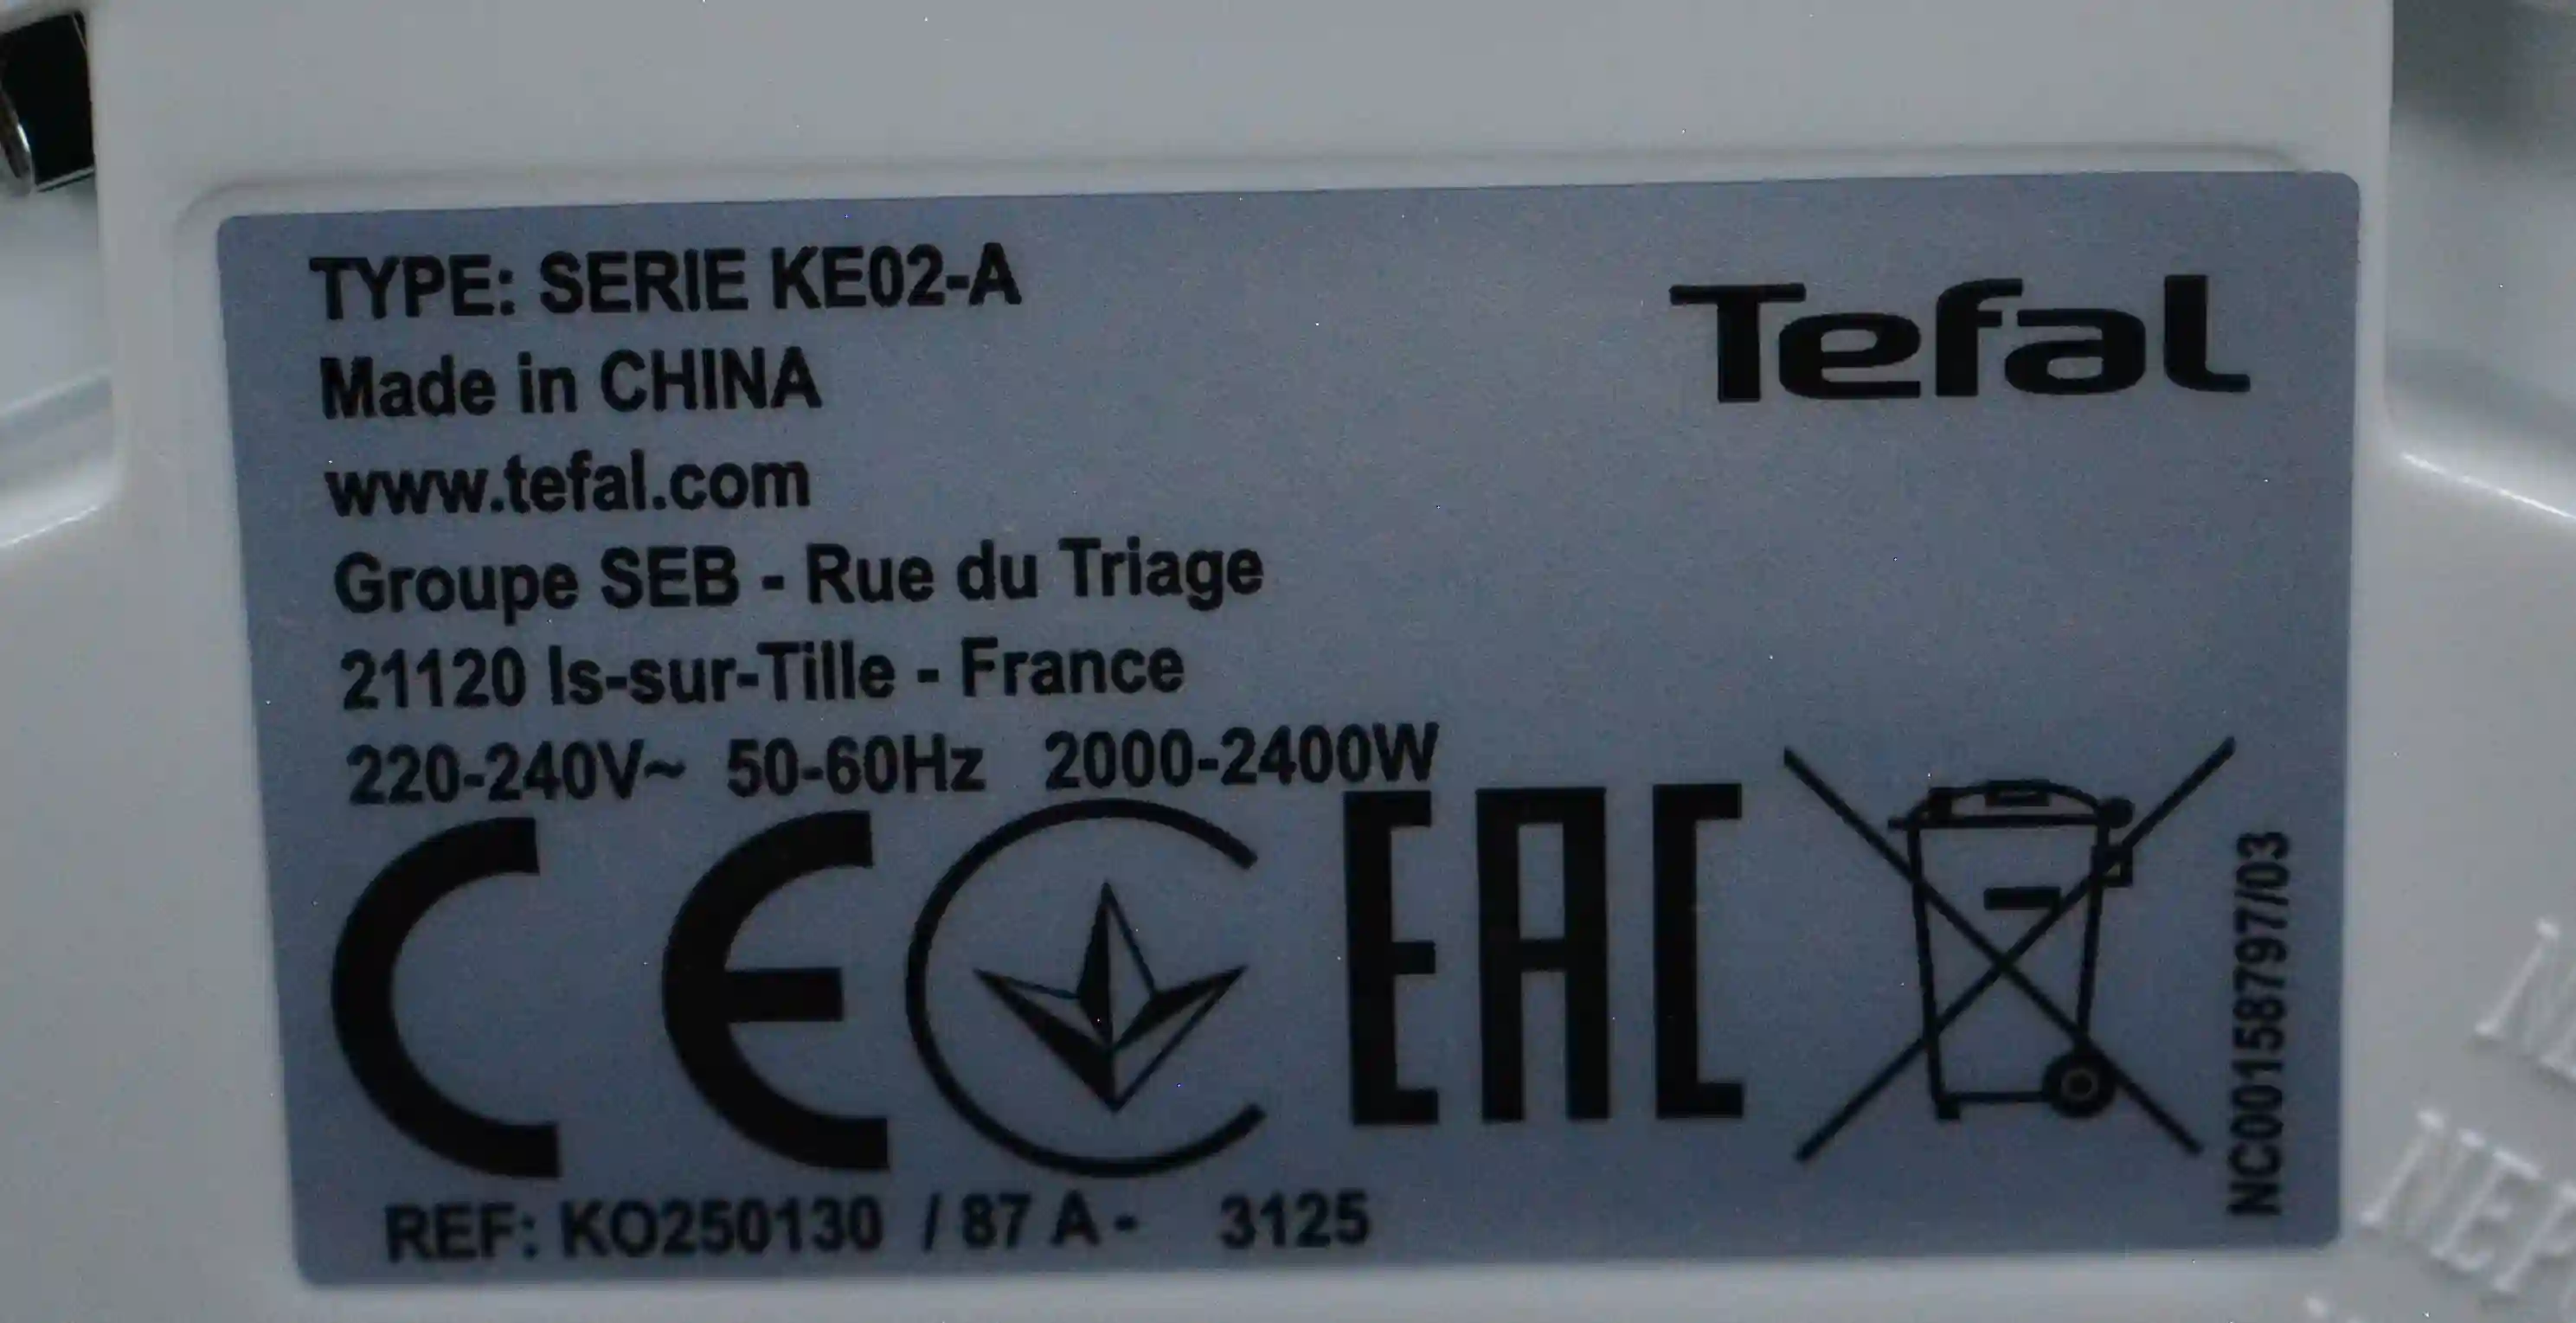 TYPE: SERIE KE02-A
Tefal
Made in CHINA
www.tefal.com
Groupe SEB - Rue du Triage
21120 Is-sur-Tille - France
220-240V~ 50-60Hz 2000-2400W
CE EAC
NC00158797/03
REF: KO250130 / 87 A - 3125